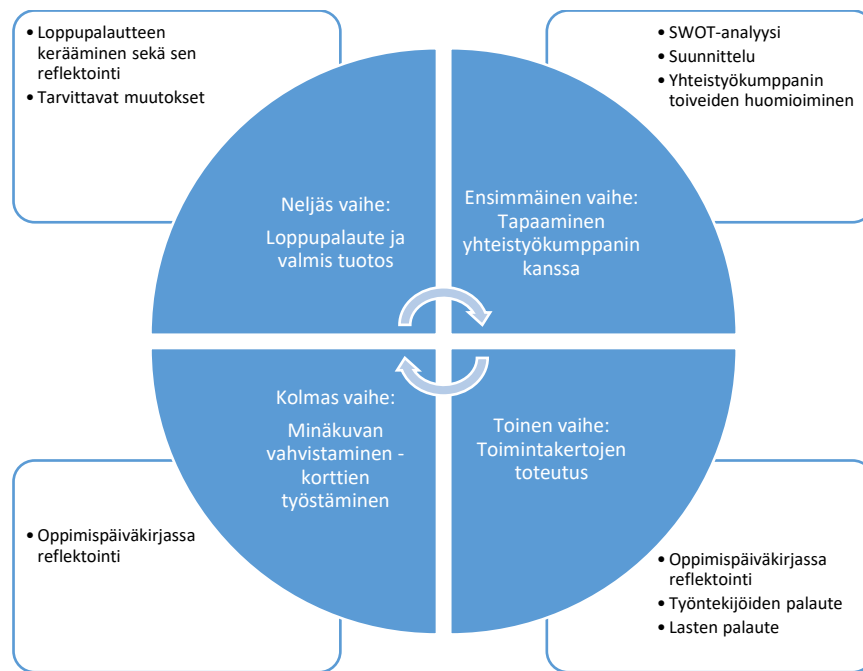 • Loppupalautteen
kerääminen sekä sen
reflektointi
• Tarvittavat muutokset
• SWOT-analyysi
• Suunnittelu
• Yhteistyökumppanin
toiveiden huomioiminen
Neljäs vaihe:
Loppupalaute ja
valmis tuotos
Ensimmäinen vaihe:
Tapaaminen
yhteistyökumppanin
kanssa
Kolmas vaihe:
Minäkuvan
vahvistaminen -
korttien
työstäminen
Toinen vaihe:
Toimintakertojen
toteutus
• Oppimispäiväkirjassa
reflektointi
• Oppimispäiväkirjassa
reflektointi
• Työntekijöiden palaute
• Lasten palaute